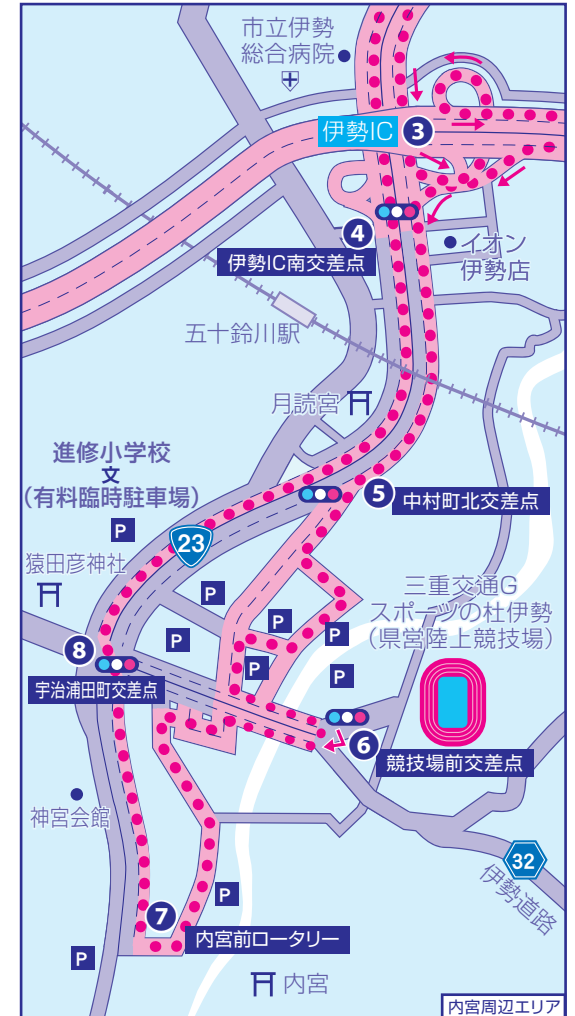 市立伊勢
総合病院
伊勢IC
3
4
伊勢IC南交差点
イオン
伊勢店
五十鈴川駅
月読宮
進修小学校
文
(有料臨時駐車場)
5
中村町北交差点
P
23
猿田彦神社
P
P
P
P
P
P
三重交通G
スポーツの杜伊勢
(県営陸上競技場)
8
宇治浦田町交差点
6
競技場前交差点
神宮会館
32
伊勢道路
P
7
内宮前ロータリー
P
内宮
内宮周辺エリア